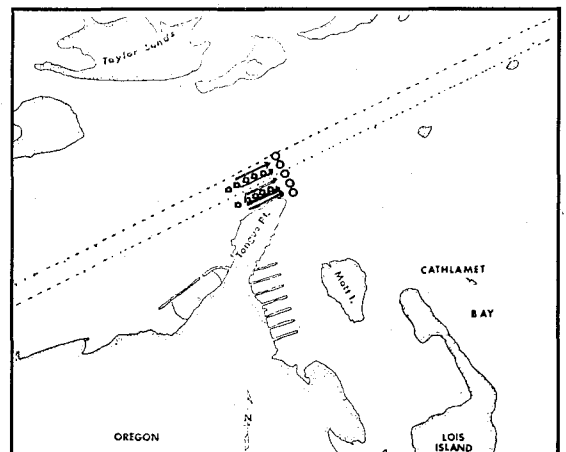 Taylor Sands
Tongue Pt.
Mott I.
CATHLAMET
BAY
N
OREGON
LOIS
ISLAND